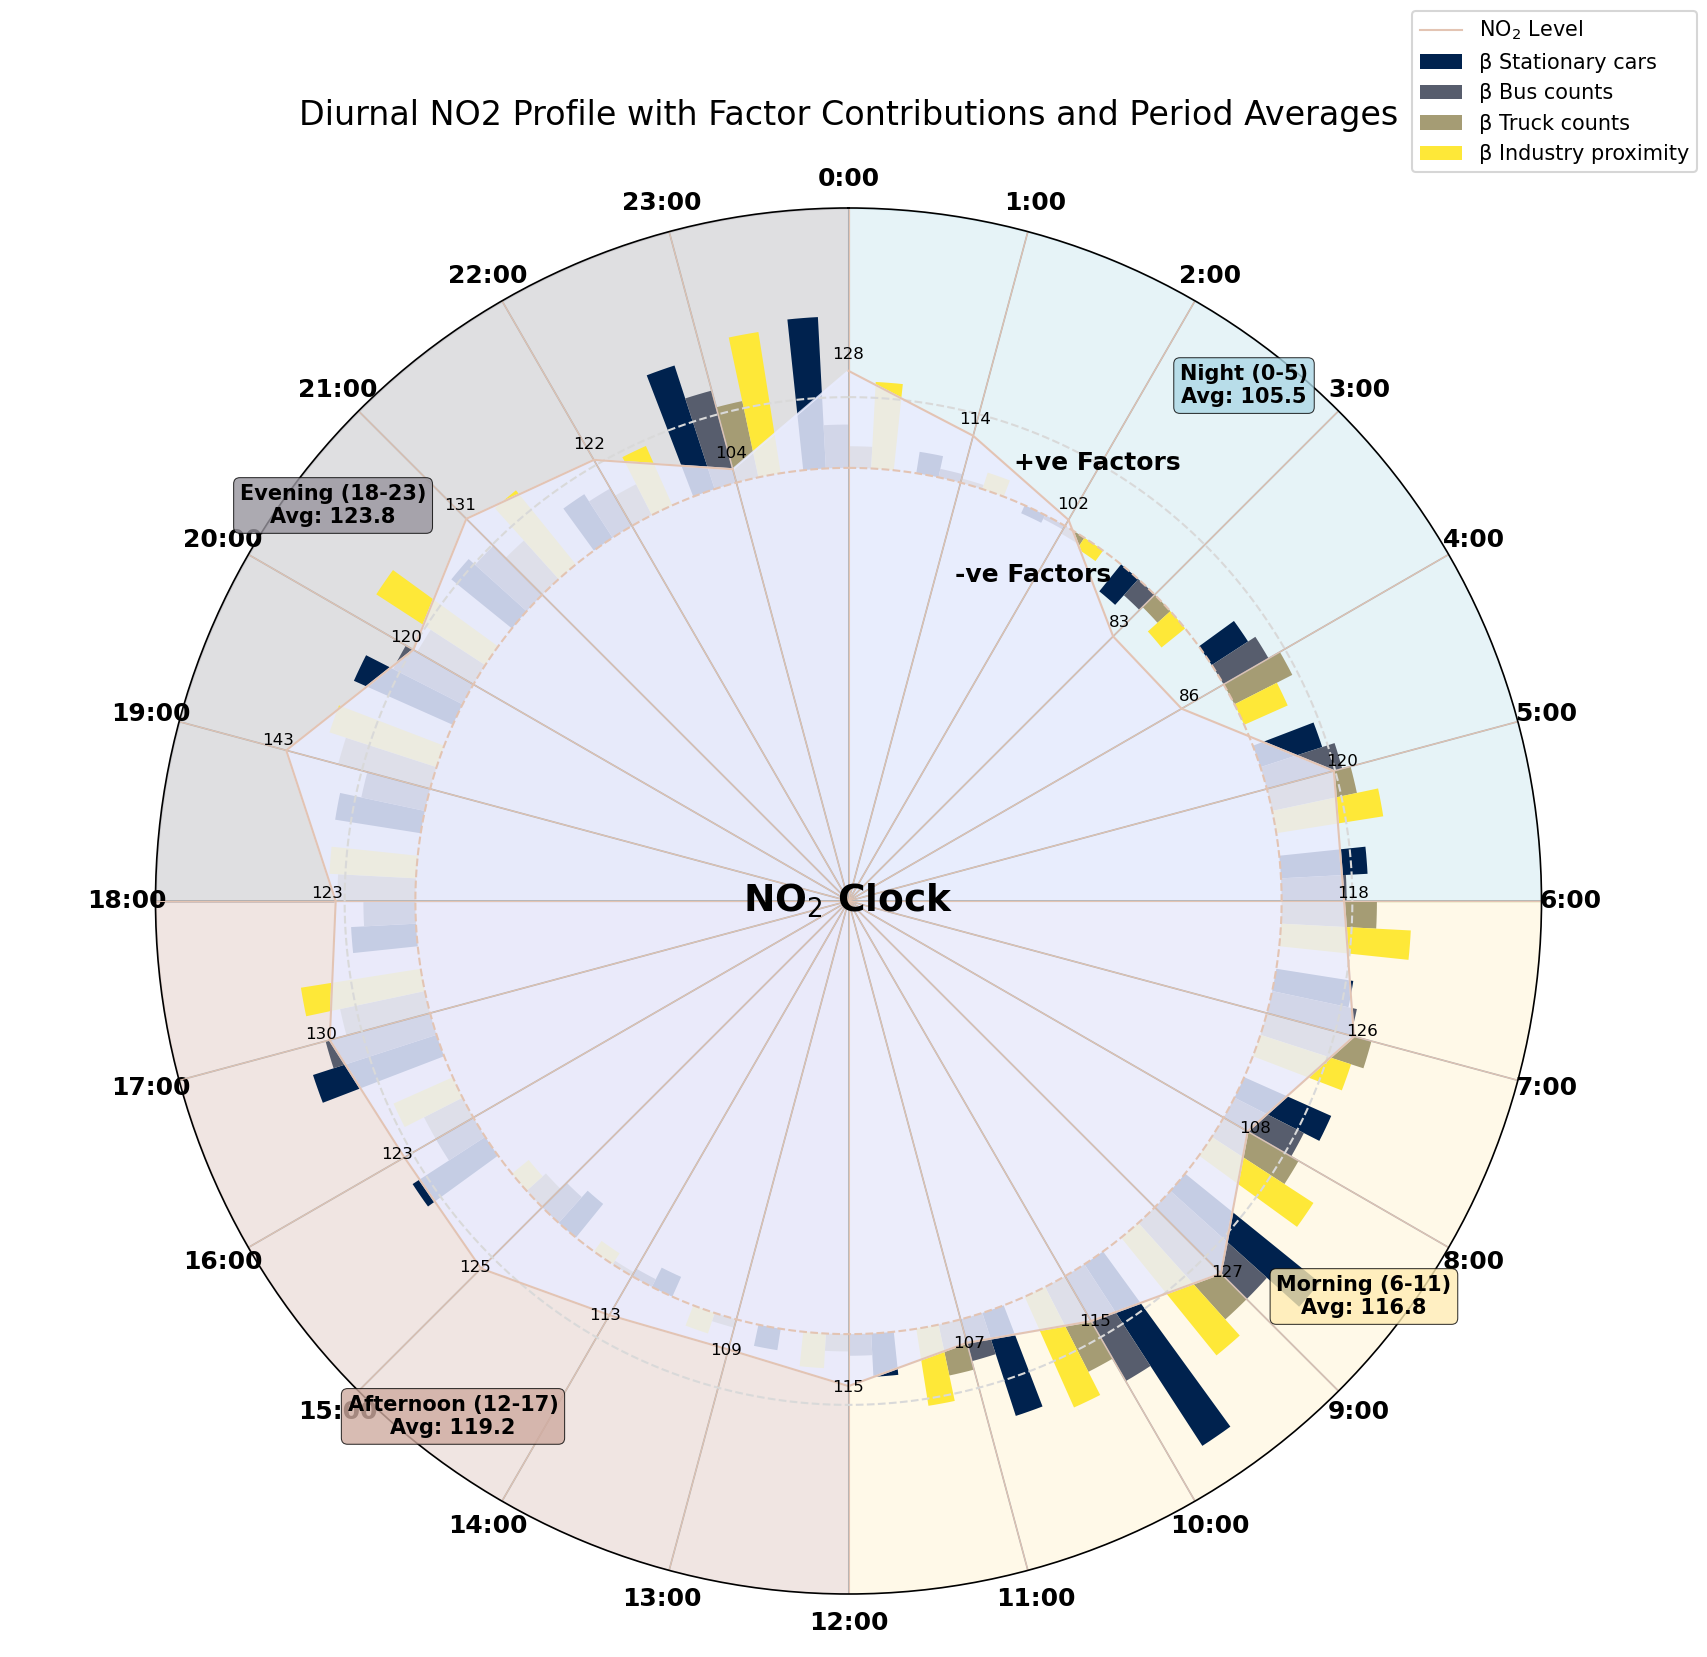 NO₂ Level
β Stationary cars
β Bus counts
β Truck counts
β Industry proximity
Diurnal NO2 Profile with Factor Contributions and Period Averages
0:00
23:00
1:00
22:00
2:00
128
Night (0-5)
Avg: 105.5
21:00
3:00
114
122
104
+ve Factors
131
102
Evening (18-23)
Avg: 123.8
20:00
4:00
-ve Factors
83
120
86
19:00
5:00
143
120
18:00
123
NO₂ Clock
118
6:00
130
126
17:00
7:00
108
123
16:00
8:00
125
127
Morning (6-11)
Avg: 116.8
113
115
109
107
115
Afternoon (12-17)
Avg: 119.2
15:00
9:00
14:00
10:00
13:00
11:00
12:00